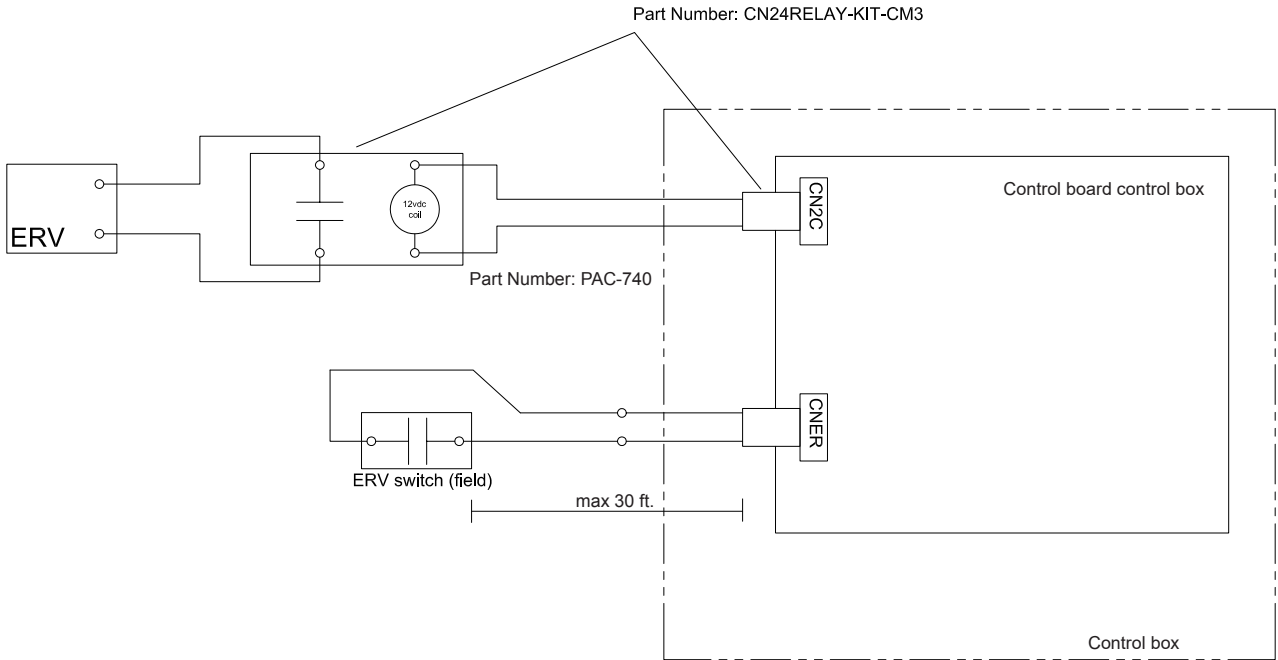 Part Number: CN24RELAY-KIT-CM3
CN2C
Control board control box
12vdc
coil
ERV
Part Number: PAC-740
CNER
ERV switch (field)
max 30 ft.
Control box